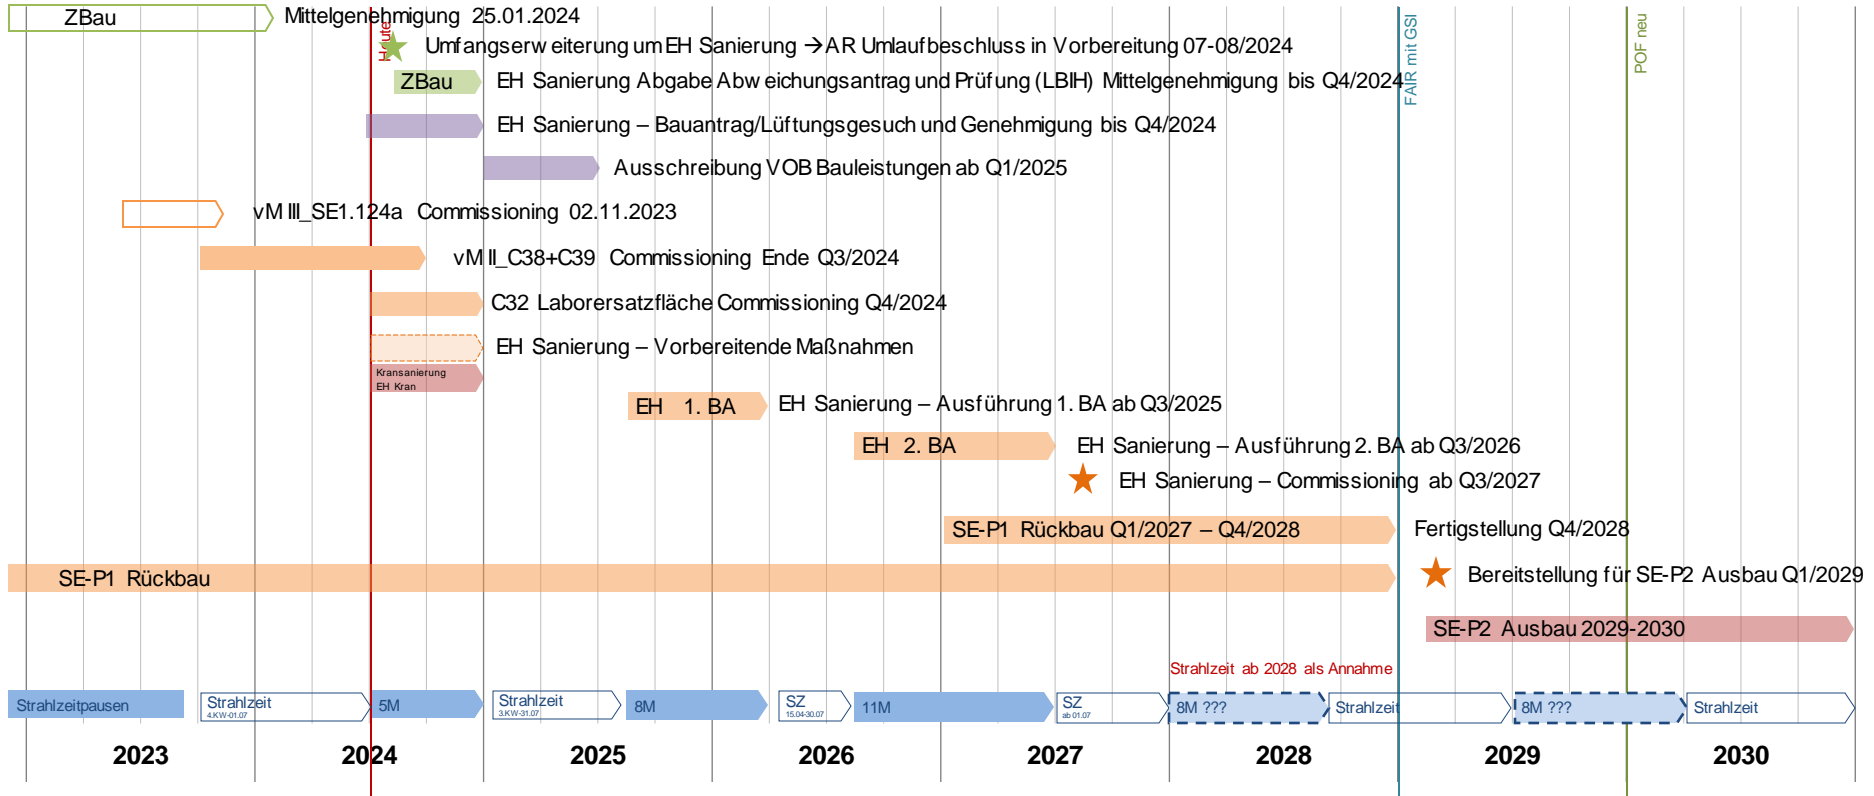 ZBau
Mittelgenehmigung 25.01.2024
Heute
Umfangserweiterung um EH Sanierung →AR Umlaufbeschluss in Vorbereitung 07-08/2024
ZBau
EH Sanierung Abgabe Abweichungsantrag und Prüfung (LBIH) Mittelgenehmigung bis Q4/2024
FAIR mit GSI
POF neu
EH Sanierung – Bauantrag/Lüftungsgesuch und Genehmigung bis Q4/2024
Ausschreibung VOB Bauleistungen ab Q1/2025
vM III_SE1.124a Commissioning 02.11.2023
vM II_C38+C39 Commissioning Ende Q3/2024
C32 Laborersatzfläche Commissioning Q4/2024
EH Sanierung – Vorbereitende Maßnahmen
Kransanierung
EH Kran
EH 1. BA
EH Sanierung – Ausführung 1. BA ab Q3/2025
EH 2. BA
EH Sanierung – Ausführung 2. BA ab Q3/2026
EH Sanierung – Commissioning ab Q3/2027
SE-P1 Rückbau Q1/2027 – Q4/2028
Fertigstellung Q4/2028
SE-P1 Rückbau
Bereitstellung für SE-P2 Ausbau Q1/2029
SE-P2 Ausbau 2029-2030
Strahlzeit ab 2028 als Annahme
Strahlzeitpausen
Strahlzeit
4.KW-01.07
5M
Strahlzeit
3.KW-31.07
8M
SZ
15.04-30.07
11M
SZ
ab 01.07
8M ???
Strahlzeit
8M ???
Strahlzeit
2023
2024
2025
2026
2027
2028
2029
2030